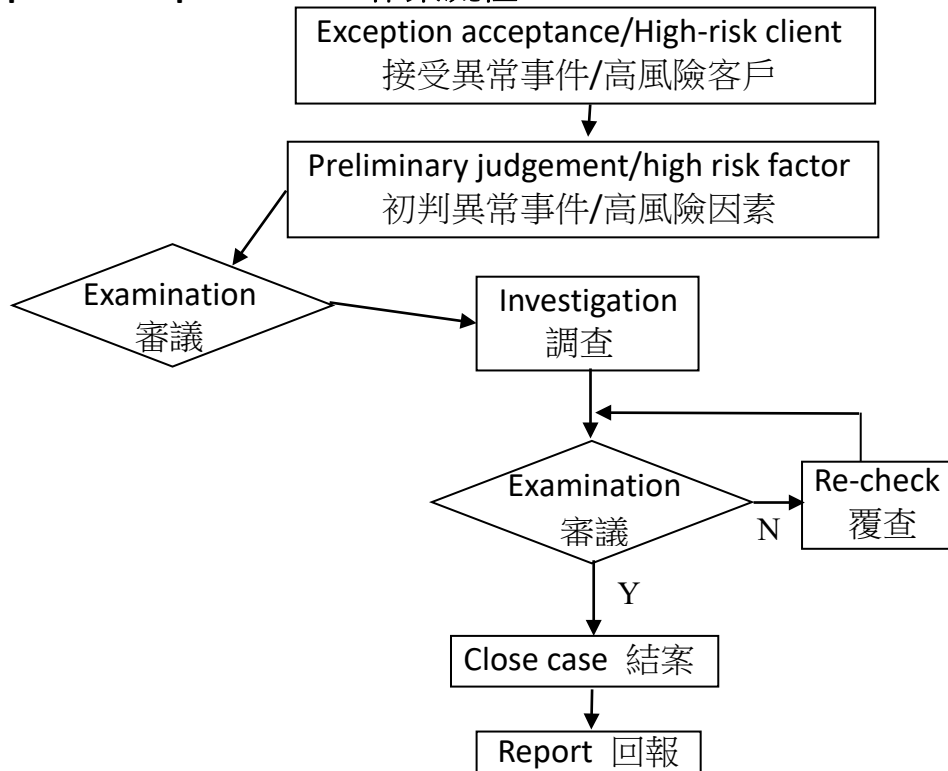 Exception acceptance/High-risk client
接受異常事件/高風險客戶
Preliminary judgement/high risk factor
初判異常事件/高風險因素
Examination
審議
Investigation
調查
Examination
審議
Re-check
覆查
N
Y
Close case 結案
Report 回報